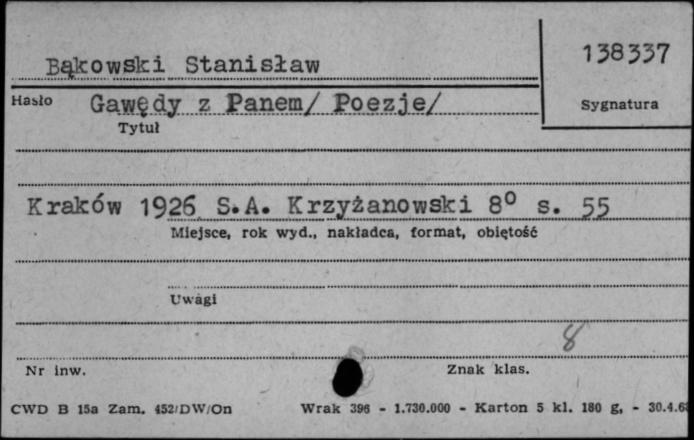 138337
Bąkowski Stanisław
Hasło Gawędy z Panem/ Poezje/
Sygnatura
Tytuł
Kraków 1926 S.A. Krzyżanowski 8° s. 55
Miejsce, rok wyd., nakładca, format, objętość
Uwagi
8
Nr inw.
Znak klas.
CWD B 15a Zam. 452/DW/On Wrak 396 - 1.730.000 - Karton 5 kl. 180 g, - 30.4.68